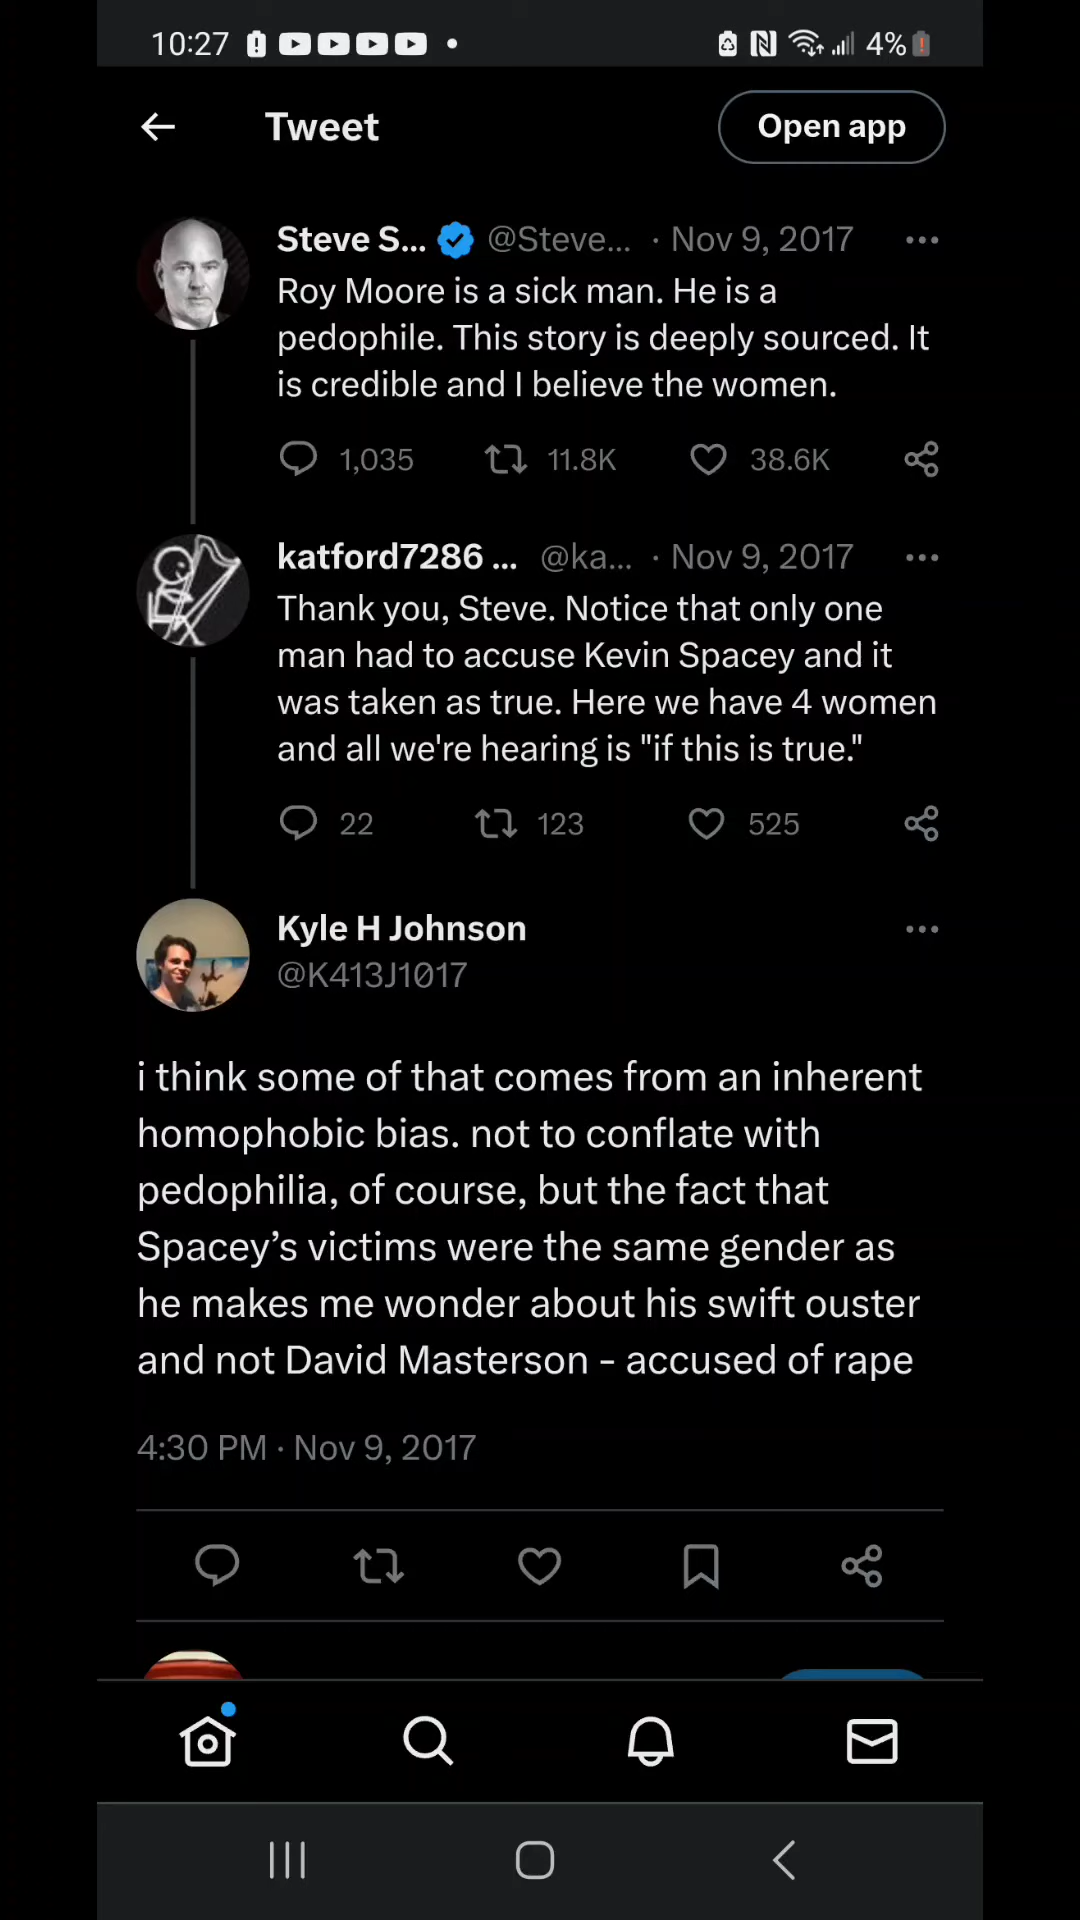 10:27
4%
Tweet
Open app
Steve S... @Steve... · Nov 9, 2017
Roy Moore is a sick man. He is a
pedophile. This story is deeply sourced. It
is credible and I believe the women.
1,035 11.8K 38.6K
katford7286 ... @ka... · Nov 9, 2017
Thank you, Steve. Notice that only one
man had to accuse Kevin Spacey and it
was taken as true. Here we have 4 women
and all we're hearing is "if this is true."
22 123 525
Kyle H Johnson
@K413J1017
i think some of that comes from an inherent
homophobic bias. not to conflate with
pedophilia, of course, but the fact that
Spacey’s victims were the same gender as
he makes me wonder about his swift ouster
and not David Masterson - accused of rape
4:30 PM · Nov 9, 2017